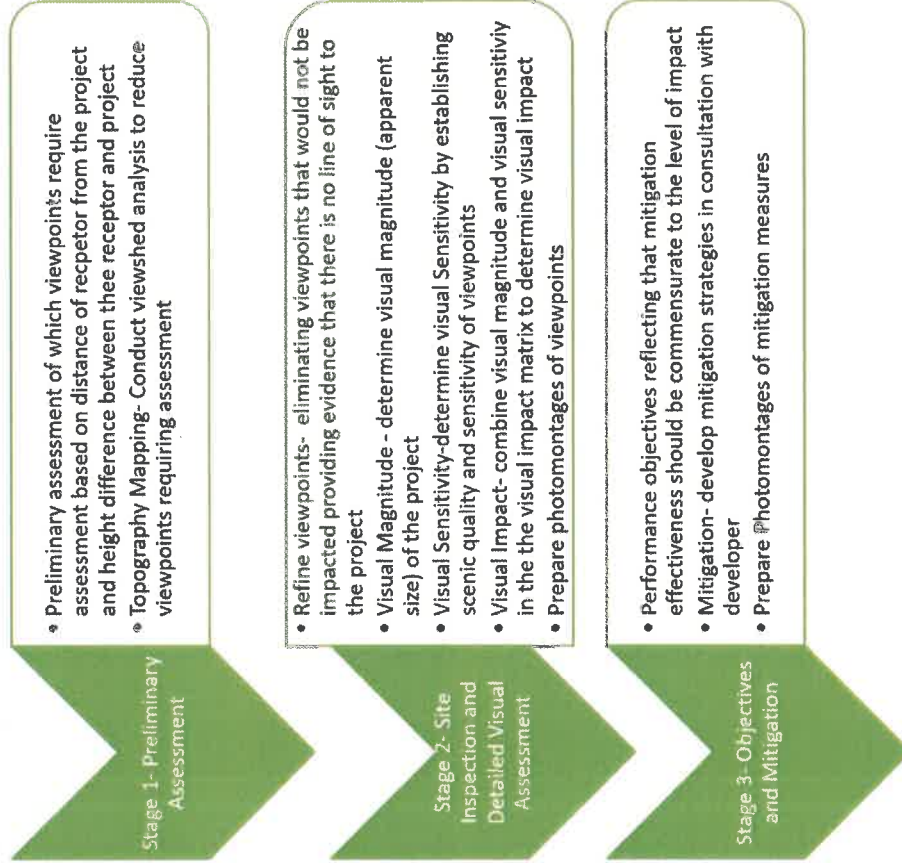 Stage 1- Preliminary
Assessment
• Preliminary assessment of which viewpoints require
assessment based on distance of recpetor from the project
and height difference between thee receptor and project
• Topography Mapping- Conduct viewshed analysis to reduce
viewpoints requiring assessment
Stage 2- Site
Inspection and
Detailed Visual
Assessment
• Refine viewpoints- eliminating viewpoints that would not be
impacted providing evidence that there is no line of sight to
the project
• Visual Magnitude - determine visual magnitude (apparent
size) of the project
• Visual Sensitivity-determine visual Sensitivity by establishing
scenic quality and sensitivity of viewpoints
• Visual Impact- combine visual magnitude and visual sensitiviy
in the the visual impact matrix to determine visual impact
• Prepare photomontages of viewpoints
Stage 3 -Objectives
and Mitigation
• Performance objectives reflecting that mitigation
effectiveness should be commensurate to the level of impact
• Mitigation- develop mitigation strategies in consultation with
developer
• Prepare Photomontages of mitigation measures